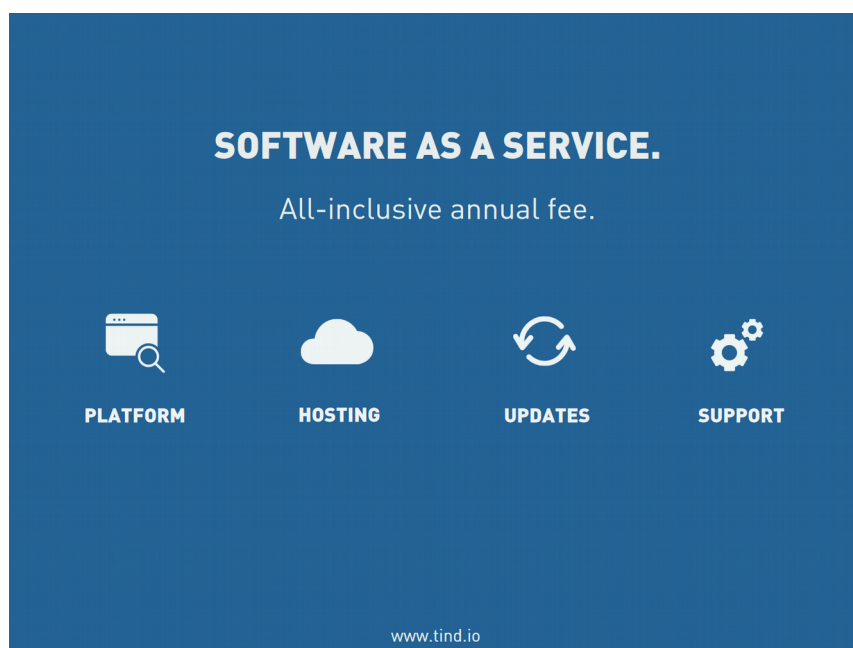 SOFTWARE AS A SERVICE.
All-inclusive annual fee.
PLATFORM HOSTING UPDATES SUPPORT
www.tind.io